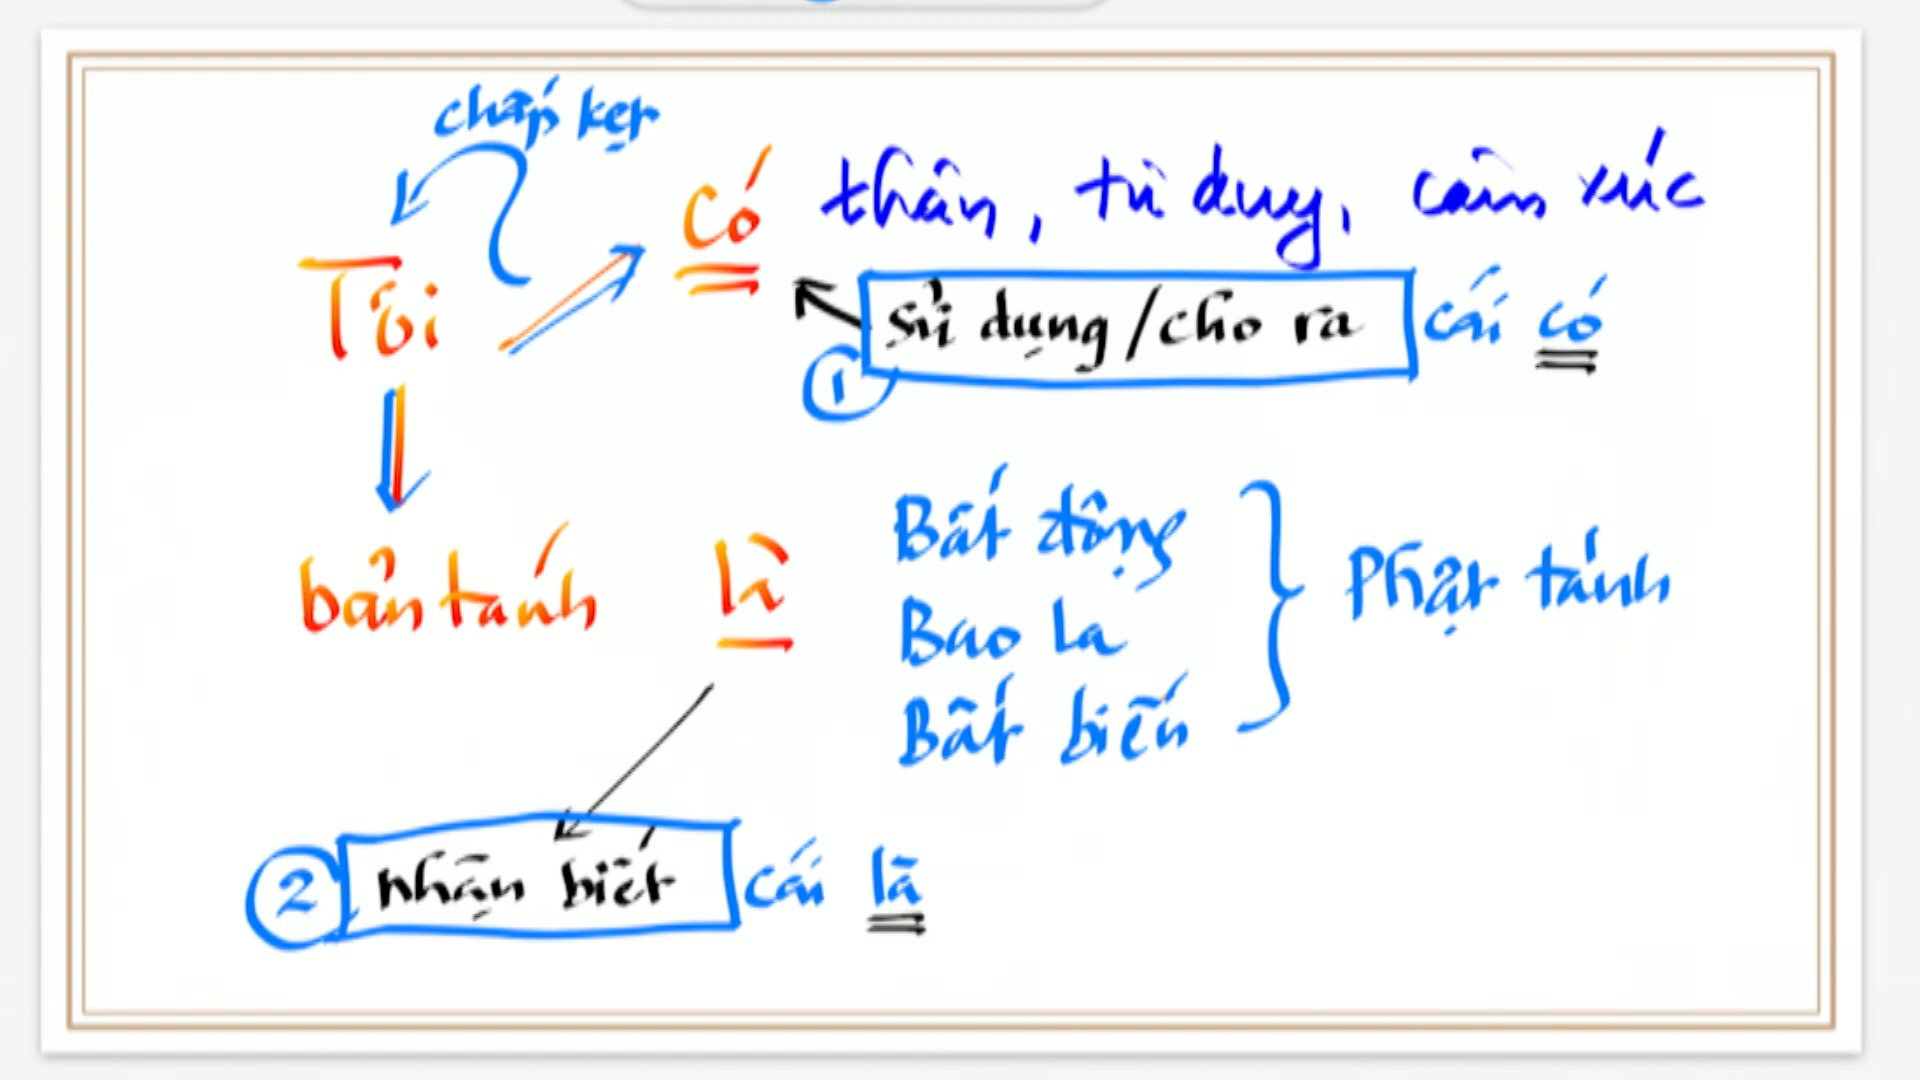 chấp kẹp
Có thân, tư duy, cảm xúc
Tôi
sử dụng/cho ra cái có
1
bản tánh là
Bất động
Bao la
Bất biến
Phật tánh
2 nhận biết cái là